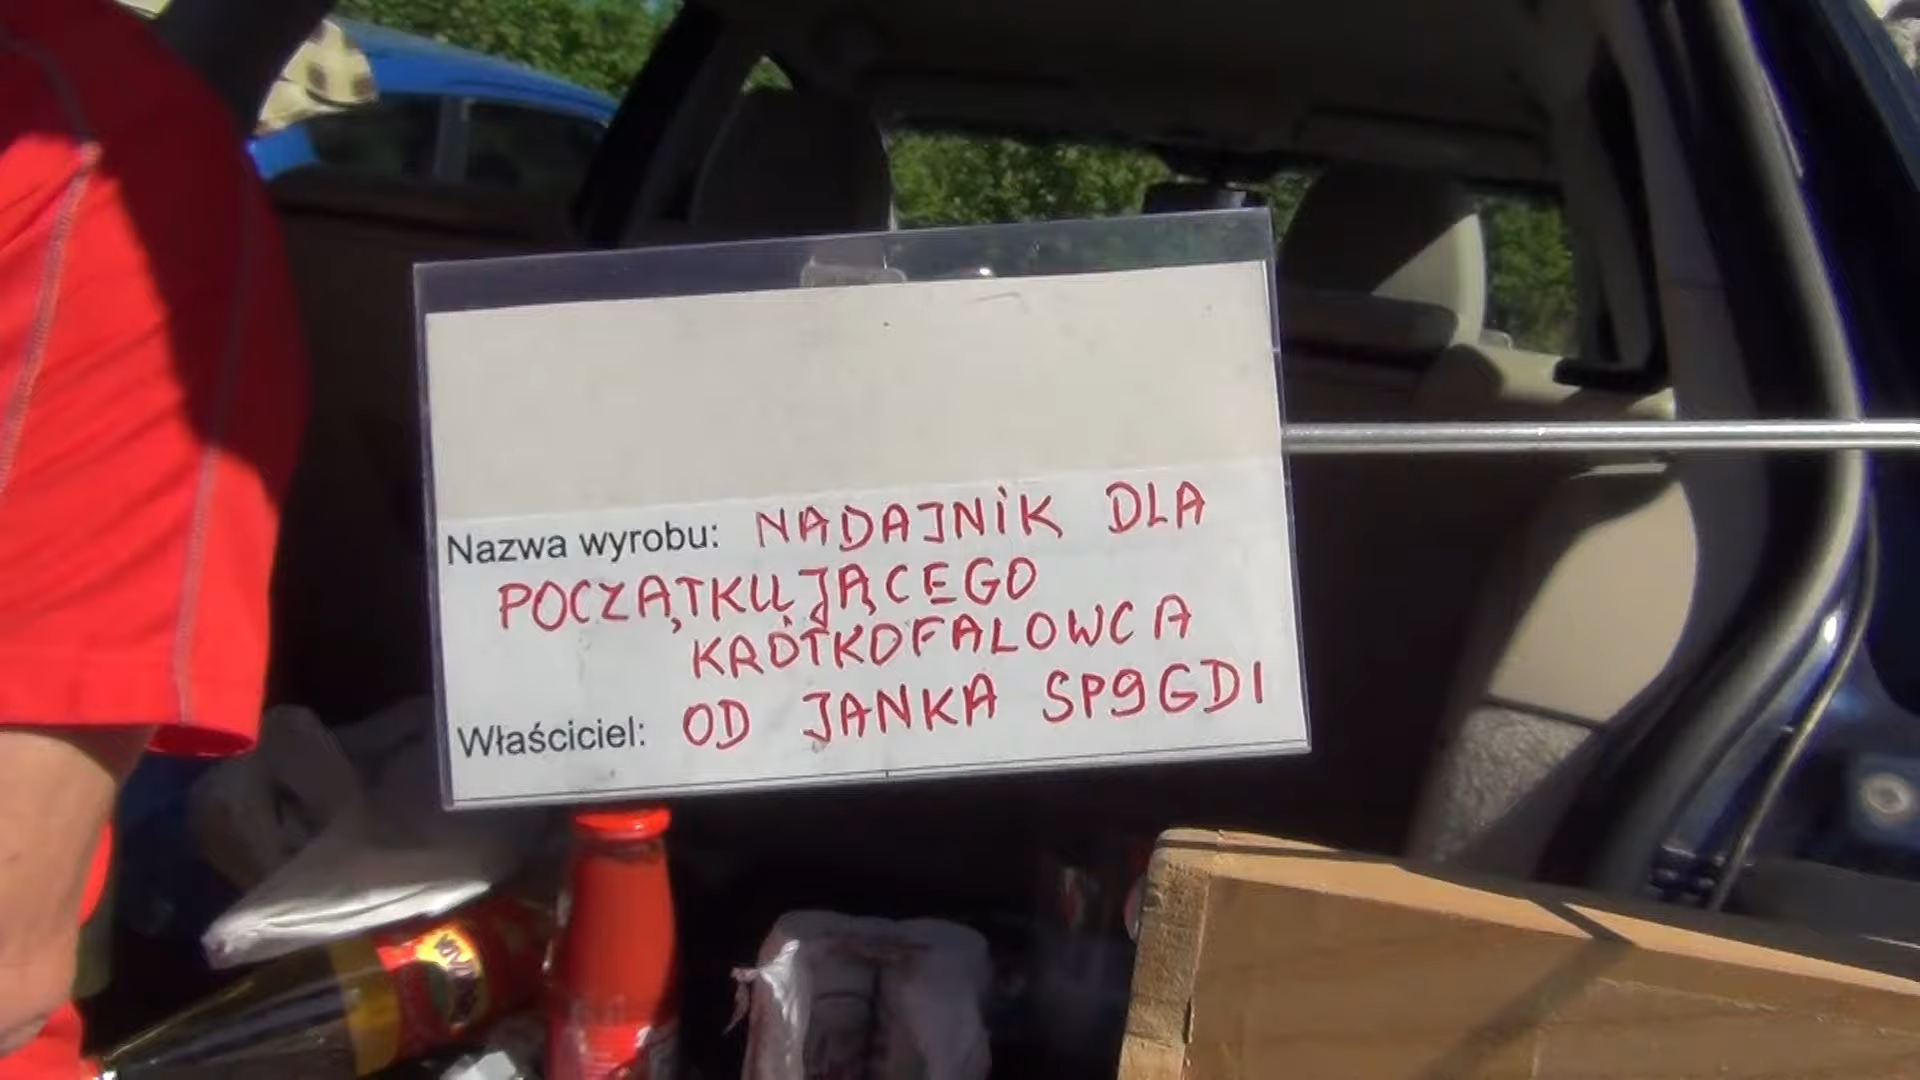 Nazwa wyrobu: NADAJNiK DLA
POCZĄTKUJĄCEGO
KRÓTKOFALOWCA
Właściciel: OD JANKA SP9GDI